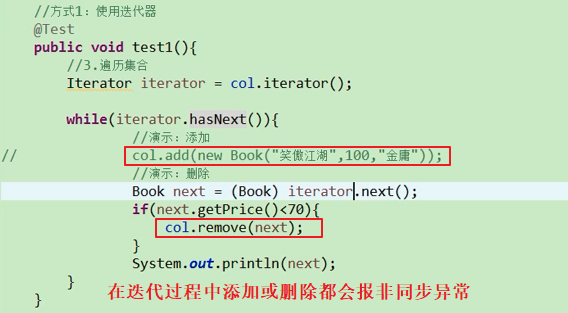 //方式1：使用迭代器
@Test
public void test1(){
//3.遍历集合
Iterator iterator = col.iterator();
while(iterator.hasNext()){
//演示：添加
// col.add(new Book("笑傲江湖",100,"金庸"));
//演示：删除
Book next = (Book) iterator.next();
if(next.getPrice()<70){
col.remove(next);
}
System.out.println(next);
}
在迭代过程中添加或删除都会报非同步异常
}